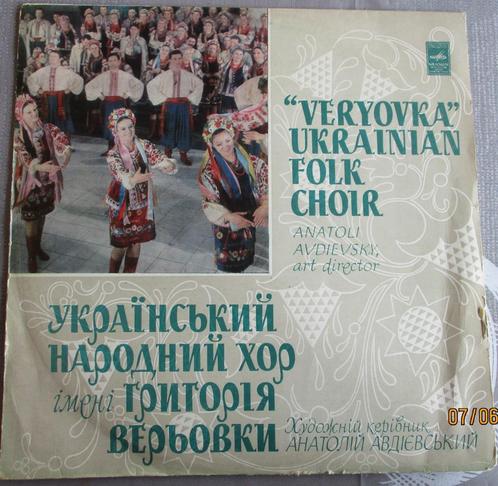 "VERYOVKA"
UKRAINIAN
FOLK
CHOIR
ANATOLI
AVDIEVSKY,
art director
УКРАЇНСЬКИЙ
НАРОДНИЙ ХОР
імені ГРИГОРІЯ
ВЕРЬОВКИ
Художній керівник
АНАТОЛІЙ АВДІЄВСЬКИЙ
07/06